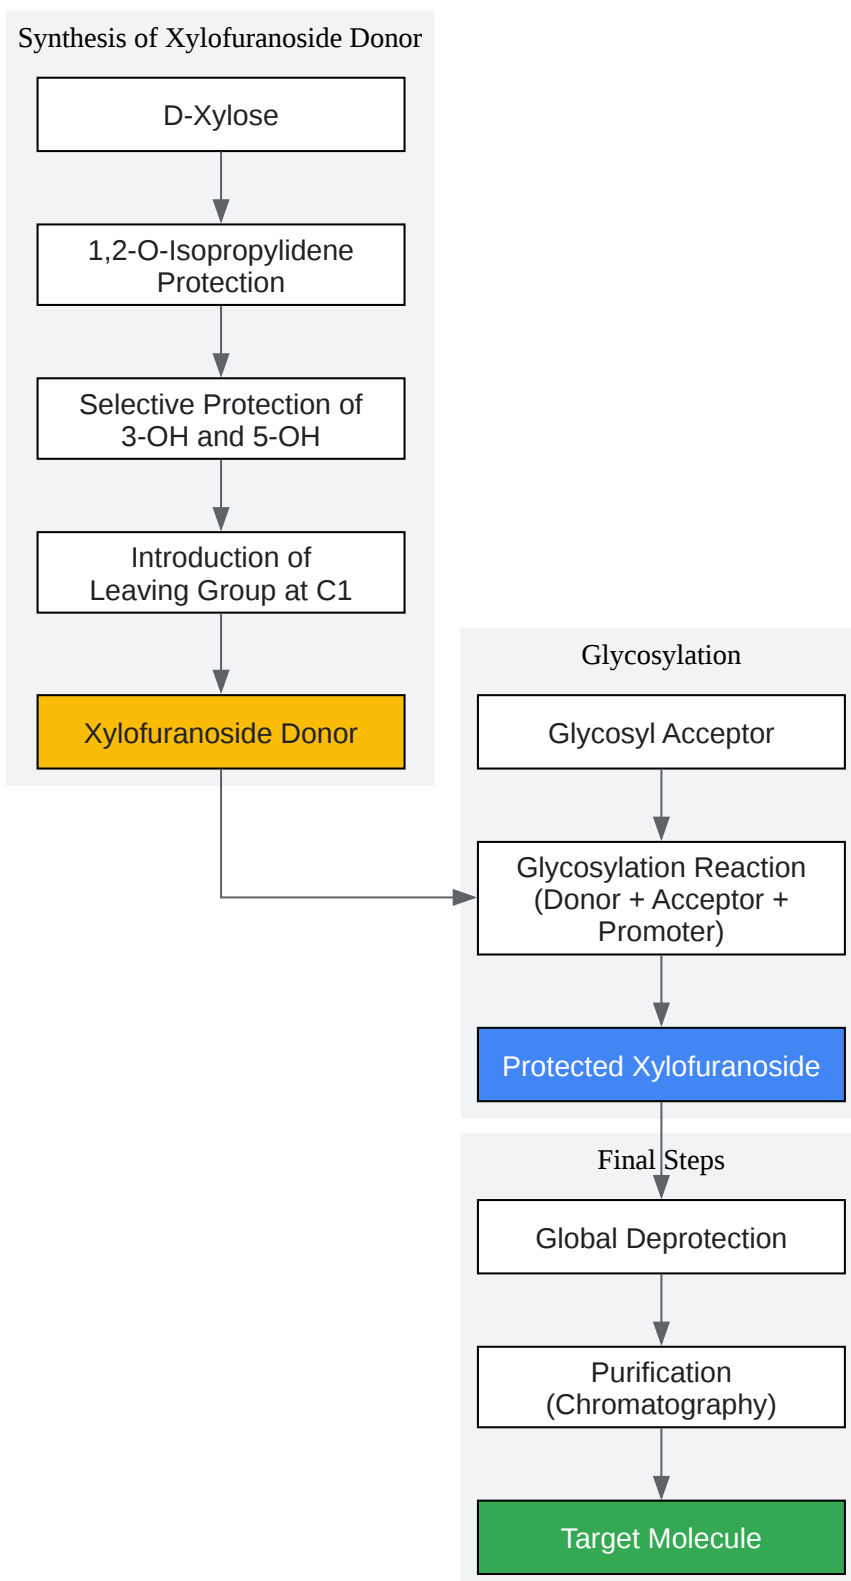 Synthesis of Xylofuranoside Donor
D-Xylose
1,2-O-Isopropylidene
Protection
Selective Protection of
3-OH and 5-OH
Introduction of
Leaving Group at C1
Xylofuranoside Donor
Glycosylation
Glycosyl Acceptor
Glycosylation Reaction
(Donor + Acceptor +
Promoter)
Protected Xylofuranoside
Final Steps
Global Deprotection
Purification
(Chromatography)
Target Molecule